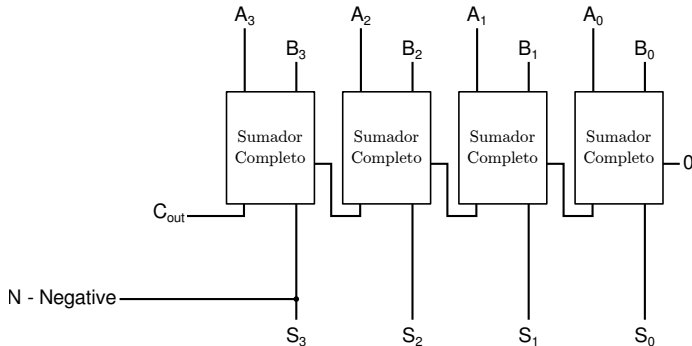 A3 A2 A1 A0
B3 B2 B1 B0
Sumador Sumador Sumador Sumador
Completo Completo Completo Completo
0
Cout
N - Negative
S3 S2 S1 S0